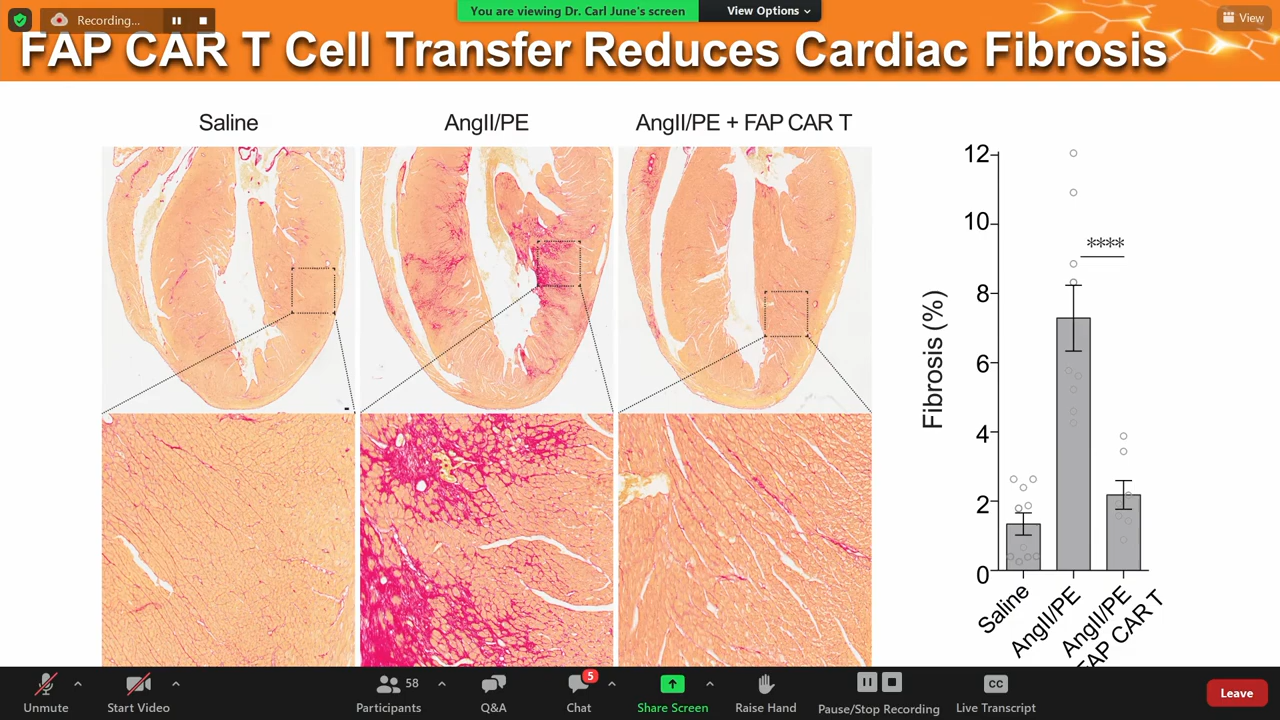 Recording...
You are viewing Dr. Carl June's screen
View Options
View
FAP CAR T Cell Transfer Reduces Cardiac Fibrosis
Saline
AngII/PE
AngII/PE + FAP CAR T
12
10
8
6
4
2
0
Fibrosis (%)
****
Saline
AngII/PE
AngII/PE
FAP CAR T
Unmute
Start Video
58
Participants
Q&A
5
Chat
Share Screen
Raise Hand
Pause/Stop Recording
CC
Live Transcript
Leave